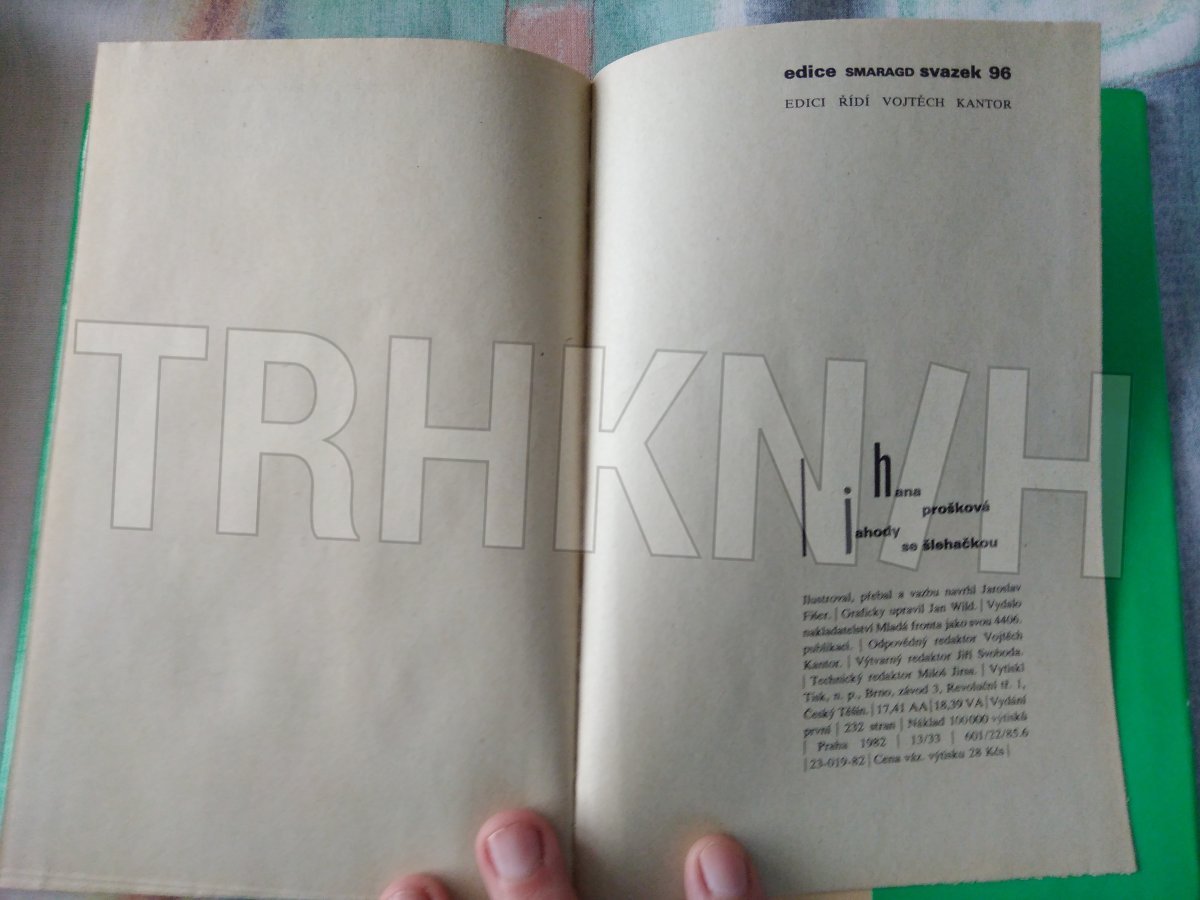 edice SMARAGD svazek 96
EDICI ŘÍDÍ VOJTĚCH KANTOR
TRHKN/H
hana
prošková
jahody
se šlehačkou
Ilustroval, přebal a vazbu navrhl Jaroslav
Fišer. | Graficky upravil Jan Wild. | Vydalo
nakladatelství Mladá fronta jako svou 4406.
publikaci. | Odpovědný redaktor Vojtěch
Kantor. | Výtvarný redaktor Jiří Svoboda.
| Technický redaktor Miloš Jirsa. | Vytiskl
Tisk, n. p., Brno, závod 3, Revoluční tř. 1,
Český Těšín. | 17,41 AA | 18,39 VA | Vydání
první | 232 stran | Náklad 100 000 výtisků
| Praha 1982 | 13/33 | 601/22/85.6
| 23-019-82 | Cena váz. výtisku 28 Kčs |